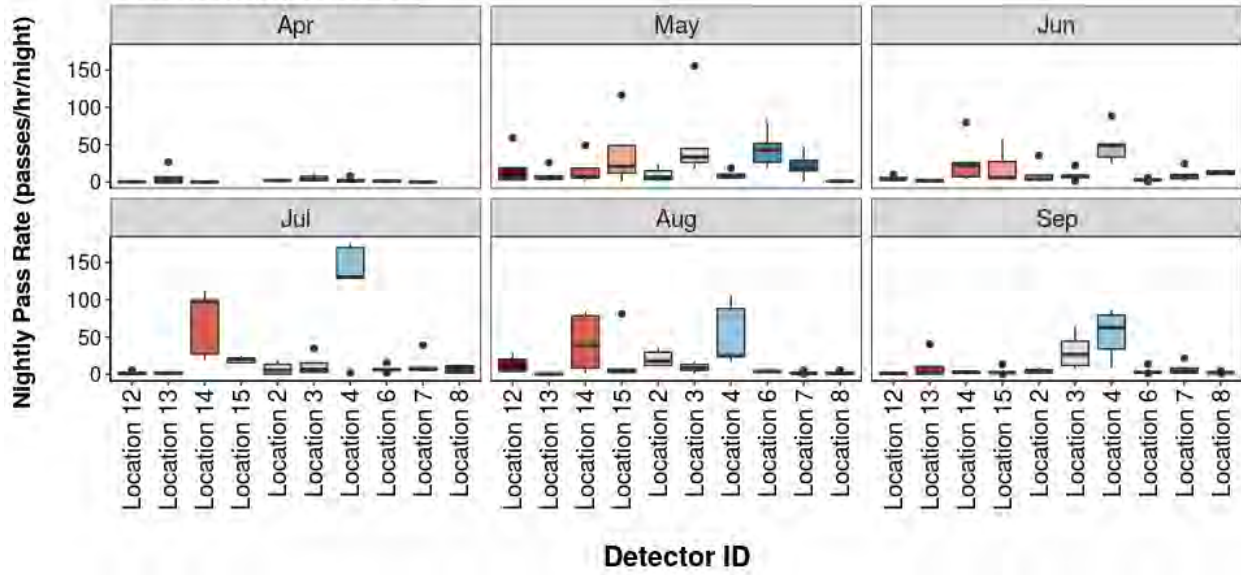 Nightly Pass Rate (passes/hr/night)
Apr
May
Jun
150
100
50
0
Jul
Aug
Sep
150
100
50
0
Location 12
Location 13
Location 14
Location 15
Location 2
Location 3
Location 4
Location 6
Location 7
Location 8
Location 12
Location 13
Location 14
Location 15
Location 2
Location 3
Location 4
Location 6
Location 7
Location 8
Location 12
Location 13
Location 14
Location 15
Location 2
Location 3
Location 4
Location 6
Location 7
Location 8
Detector ID